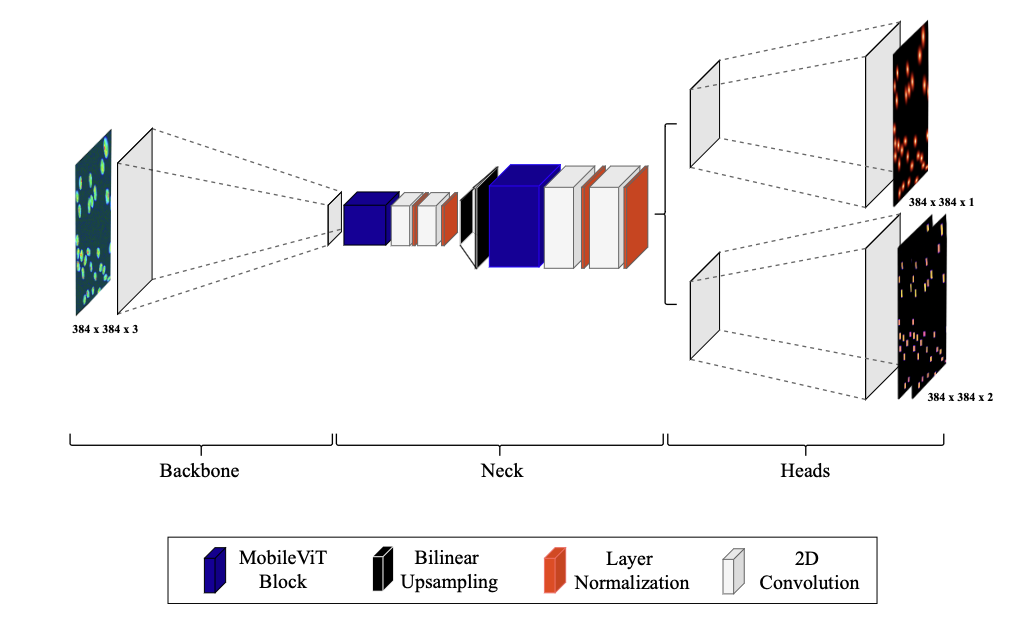 384 x 384 x 1
384 x 384 x 3
384 x 384 x 2
Backbone
Neck
Heads
MobileViT
Block
Bilinear
Upsampling
Layer
Normalization
2D
Convolution